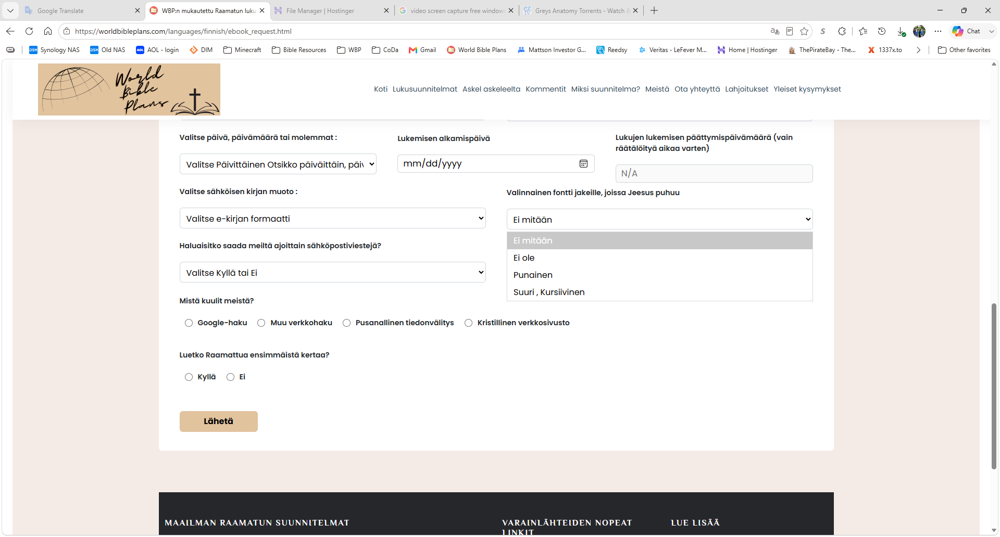 Google Translate
WBP:n mukautettu Raamatun luku
File Manager | Hostinger
video screen capture free window
Greys Anatomy Torrents - Watch &
https://worldbibleplans.com/languages/finnish/ebook_request.html
Chat
Synology NAS
Old NAS
AOL - login
DIM
Minecraft
Bible Resources
WBP
CoDa
Gmail
World Bible Plans
Mattson Investor G...
Reedsy
Veritas - LeFever M...
Home | Hostinger
ThePirateBay - The...
1337x.to
Other favorites
World
Bible
Plans
Koti Lukusuunnitelmat Askel askeleelta Kommentit Miksi suunnitelma? Meistä Ota yhteyttä Lahjoitukset Yleiset kysymykset
Valitse päivä, päivämäärä tai molemmat :
Valitse Päivittäinen Otsikko päiväittäin, päiv
Lukemisen alkamispäivä
mm/dd/yyyy
Lukujen lukemisen päättymispäivämäärä (vain
räätälöityä aikaa varten)
N/A
Valitse sähköisen kirjan muoto :
Valitse e-kirjan formaatti
Valinnainen fontti jakeille, joissa Jeesus puhuu
Ei mitään
Ei mitään
Ei ole
Punainen
Suuri , Kursiivinen
Haluaisitko saada meiltä ajoittain sähköpostiviestejä?
Valitse Kyllä tai Ei
Mistä kuulit meistä?
Google-haku Muu verkkohaku Pusanallinen tiedonvälitys Kristillinen verkkosivusto
Luetko Raamattua ensimmäistä kertaa?
Kyllä Ei
Lähetä
MAAILMAN RAAMATUN SUUNNITELMAT
VARAINLÄHTEIDEN NOPEAT
LINKIT
LUE LISÄÄ